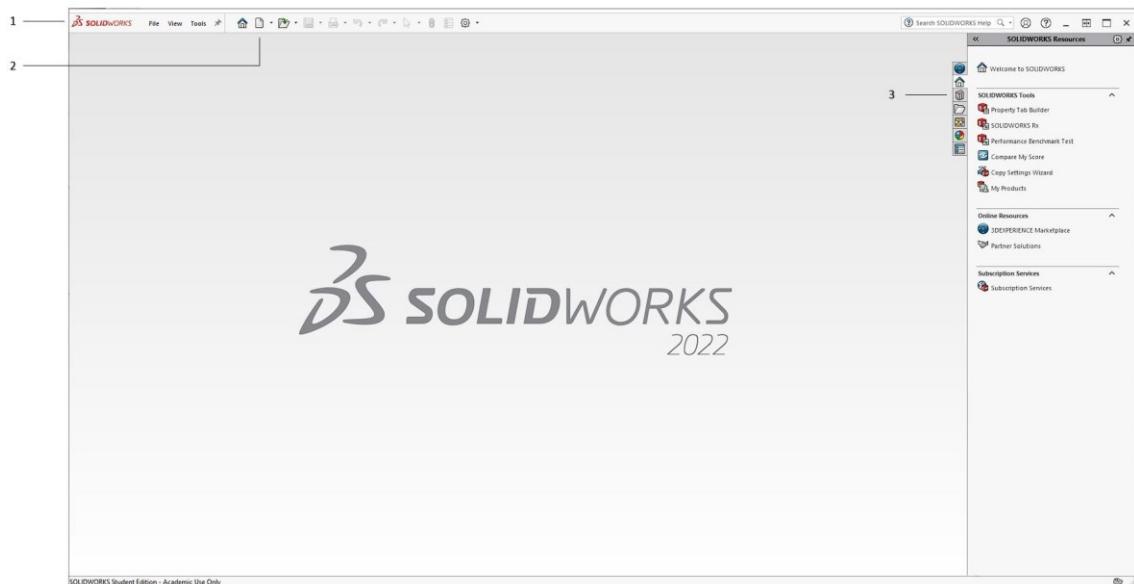 1
SOLIDWORKS File View Tools
Search SOLIDWORKS Help
2
SOLIDWORKS Resources
Welcome to SOLIDWORKS
3
SOLIDWORKS Tools
Property Tab Builder
SOLIDWORKS Rx
Performance Benchmark Test
Compare My Score
Copy Settings Wizard
My Products
Online Resources
3DEXPERIENCE Marketplace
Partner Solutions
Subscription Services
Subscription Services
SOLIDWORKS
2022
SOLIDWORKS Student Edition - Academic Use Only